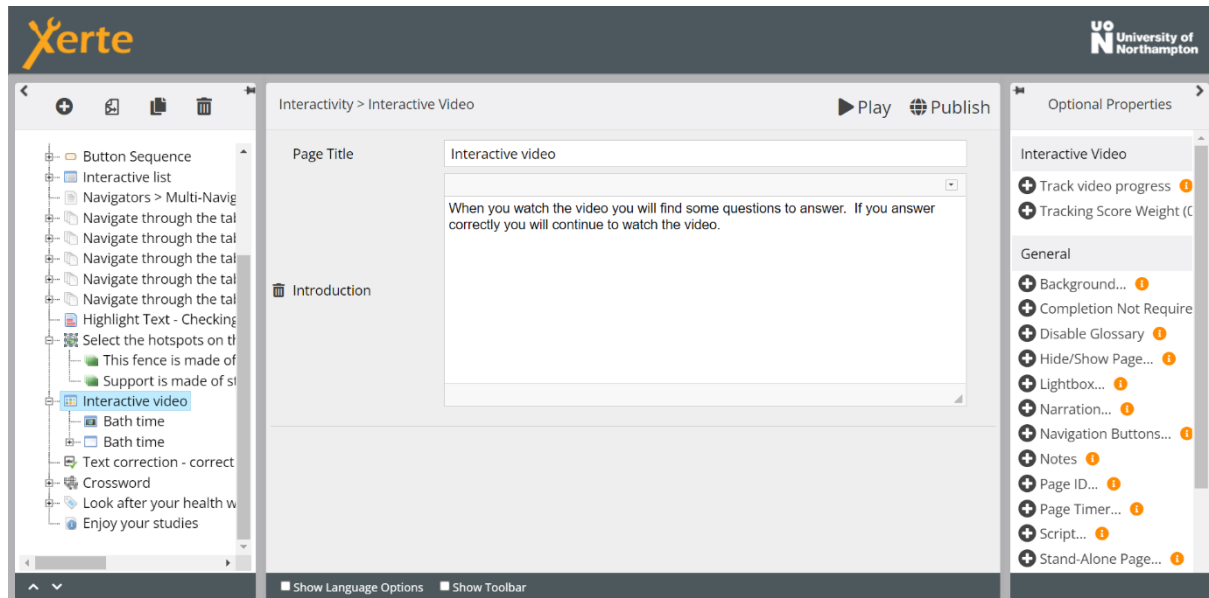 Xerte
UON University of
Northampton
Interactivity > Interactive Video
Play
Publish
Optional Properties
Button Sequence
Interactive list
Navigators > Multi-Navig
Navigate through the tal
Navigate through the tal
Navigate through the tal
Navigate through the tal
Navigate through the tal
Highlight Text - Checking
Select the hotspots on th
This fence is made of
Support is made of st
Interactive video
Bath time
Bath time
Text correction - correct
Crossword
Look after your health w
Enjoy your studies
Page Title
Interactive video
When you watch the video you will find some questions to answer. If you answer
correctly you will continue to watch the video.
Introduction
Interactive Video
Track video progress
Tracking Score Weight (0
General
Background...
Completion Not Require
Disable Glossary
Hide/Show Page...
Lightbox...
Narration...
Navigation Buttons...
Notes
Page ID...
Page Timer...
Script...
Stand-Alone Page...
Show Language Options
Show Toolbar